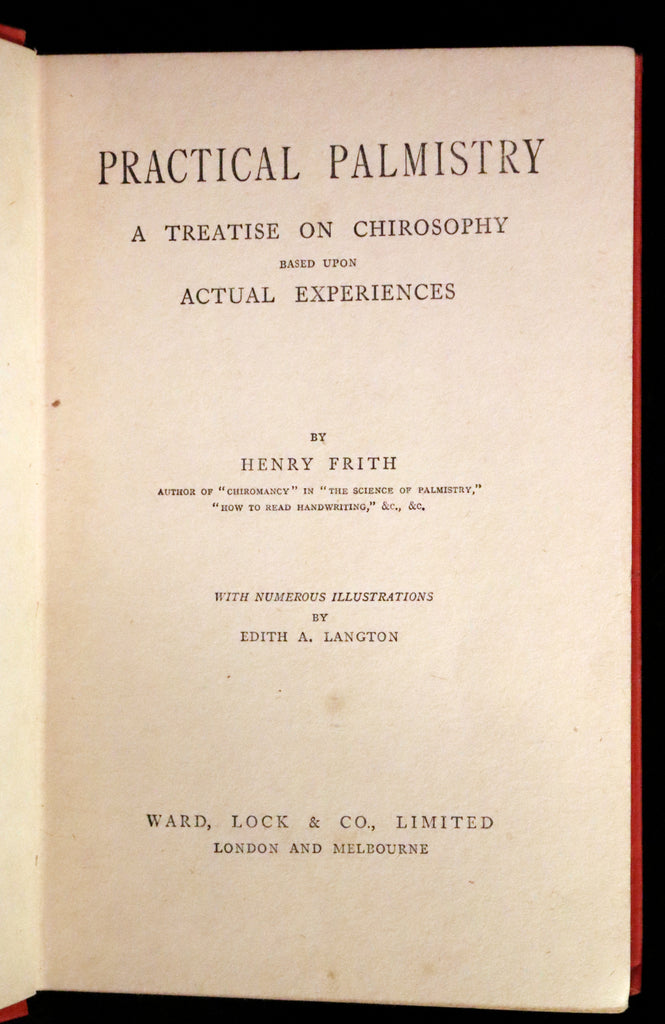 PRACTICAL PALMISTRY
A TREATISE ON CHIROSOPHY
BASED UPON
ACTUAL EXPERIENCES
BY
HENRY FRITH
AUTHOR OF "CHIROMANCY" IN "THE SCIENCE OF PALMISTRY,"
"HOW TO READ HANDWRITING," &C., &C.
WITH NUMEROUS ILLUSTRATIONS
BY
EDITH A. LANGTON
WARD, LOCK & CO., LIMITED
LONDON AND MELBOURNE